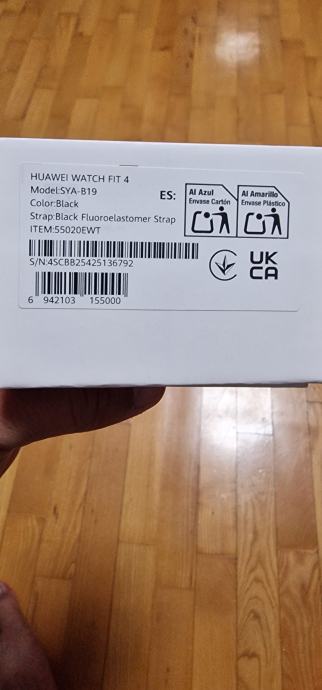 HUAWEI WATCH FIT 4
Model:SYA-B19
Color:Black
Strap:Black Fluoroelastomer Strap
ITEM:55020EWT
S/N:4SCBB25425136792
6 942103 155000
ES:
Al Azul
Envase Cartón
Al Amarillo
Envase Plástico
UK
CA